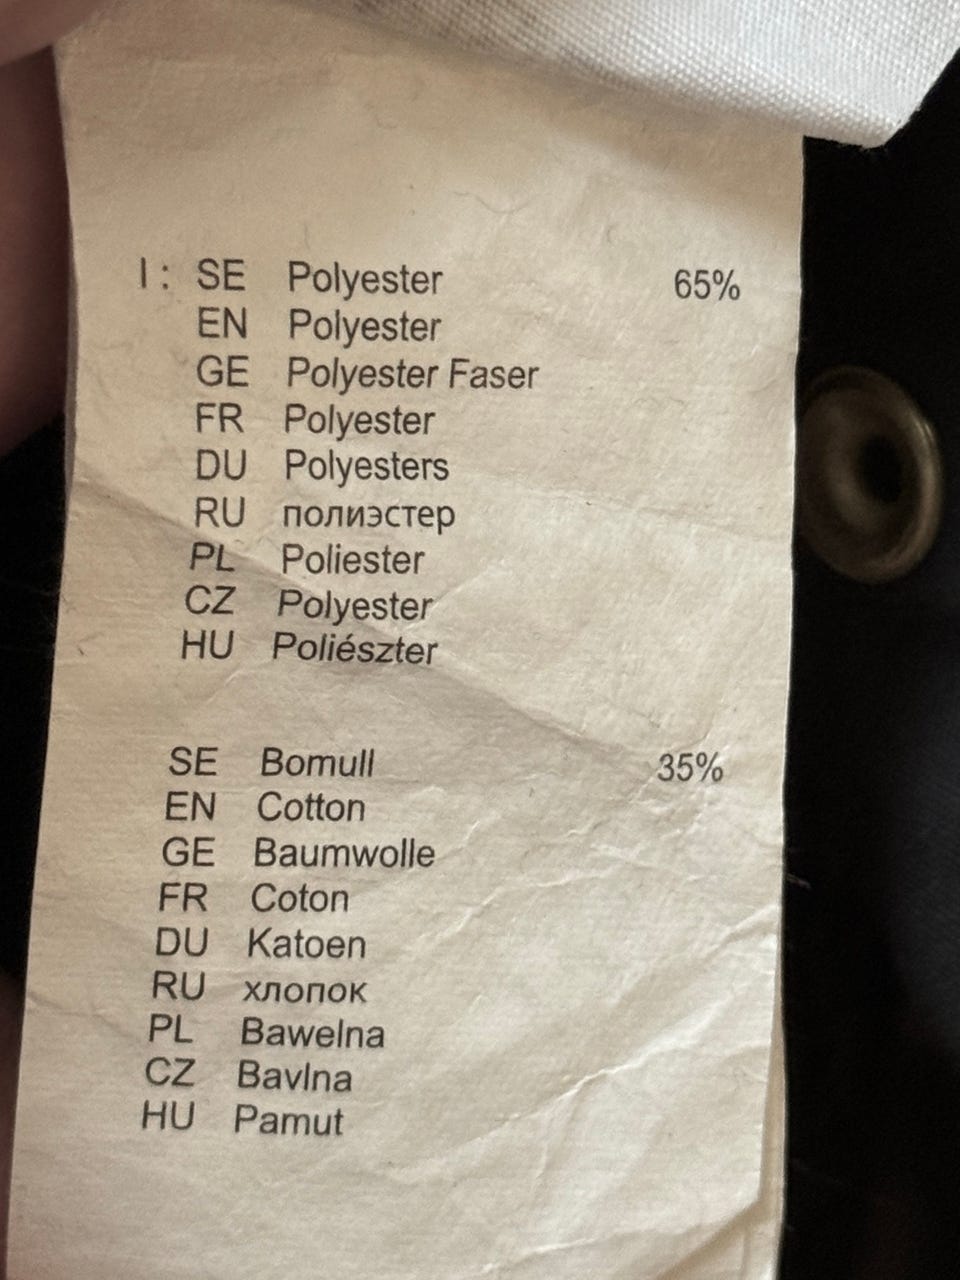 I : SE Polyester 65%
EN Polyester
GE Polyester Faser
FR Polyester
DU Polyesters
RU полиэстер
PL Poliester
CZ Polyester
HU Poliészter
SE Bomull 35%
EN Cotton
GE Baumwolle
FR Coton
DU Katoen
RU хлопок
PL Bawelna
CZ Bavlna
HU Pamut